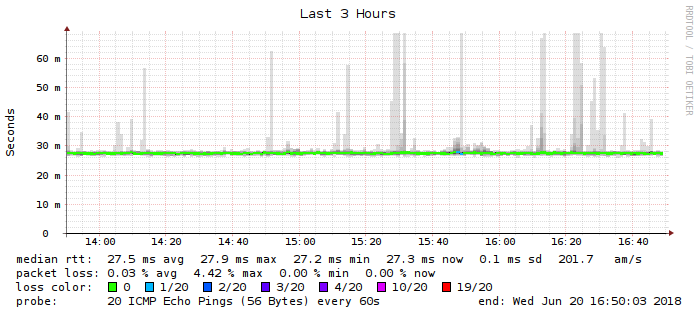 Last 3 Hours
RRDTOOL / TOBI OETIKER
Seconds
60 m
50 m
40 m
30 m
20 m
10 m
0
14:00 14:20 14:40 15:00 15:20 15:40 16:00 16:20 16:40
median rtt: 27.5 ms avg 27.9 ms max 27.2 ms min 27.3 ms now 0.1 ms sd 201.7 am/s
packet loss: 0.03 % avg 4.42 % max 0.00 % min 0.00 % now
loss color: 0 1/20 2/20 3/20 4/20 10/20 19/20
probe: 20 ICMP Echo Pings (56 Bytes) every 60s end: Wed Jun 20 16:50:03 2018